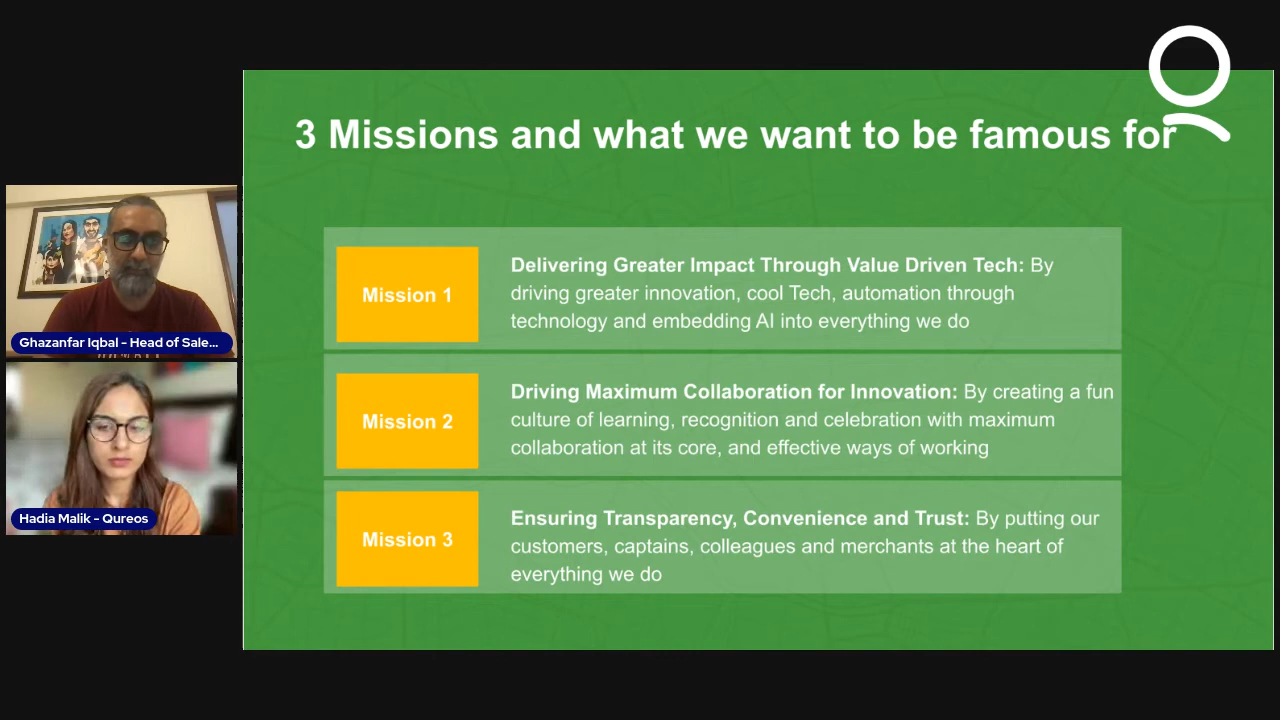 3 Missions and what we want to be famous for
Mission 1
Delivering Greater Impact Through Value Driven Tech: By
driving greater innovation, cool Tech, automation through
technology and embedding AI into everything we do
Mission 2
Driving Maximum Collaboration for Innovation: By creating a fun
culture of learning, recognition and celebration with maximum
collaboration at its core, and effective ways of working
Mission 3
Ensuring Transparency, Convenience and Trust: By putting our
customers, captains, colleagues and merchants at the heart of
everything we do
Ghazanfar Iqbal - Head of Sale...
Hadia Malik - Qureos